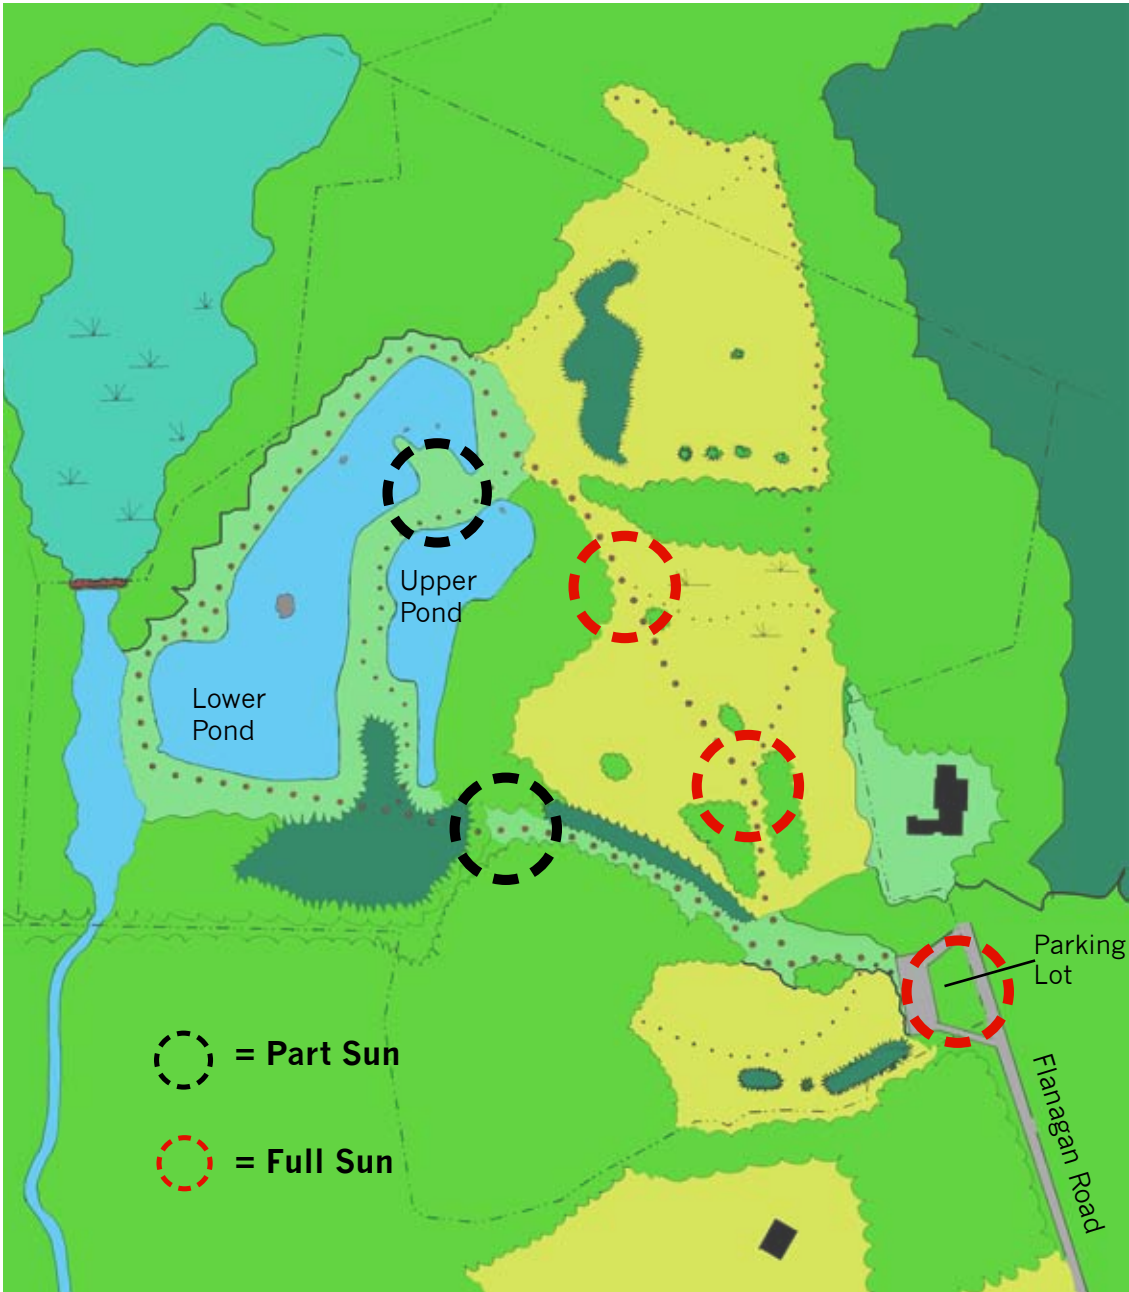 Upper
Pond
Lower
Pond
Parking
Lot
= Part Sun
= Full Sun
Flanagan Road